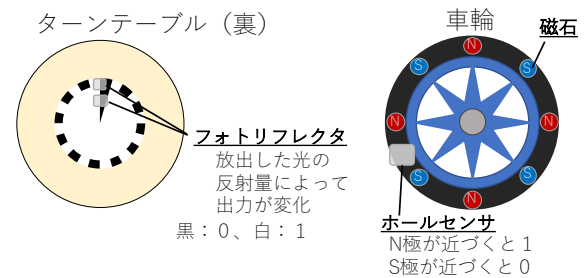 ターンテーブル（裏）
フォトリフレクタ
放出した光の
反射量によって
出力が変化
黒：０、白：１
車輪
磁石
N
S
S
N
N
S
S
N
ホールセンサ
N極が近づくと１
S極が近づくと０